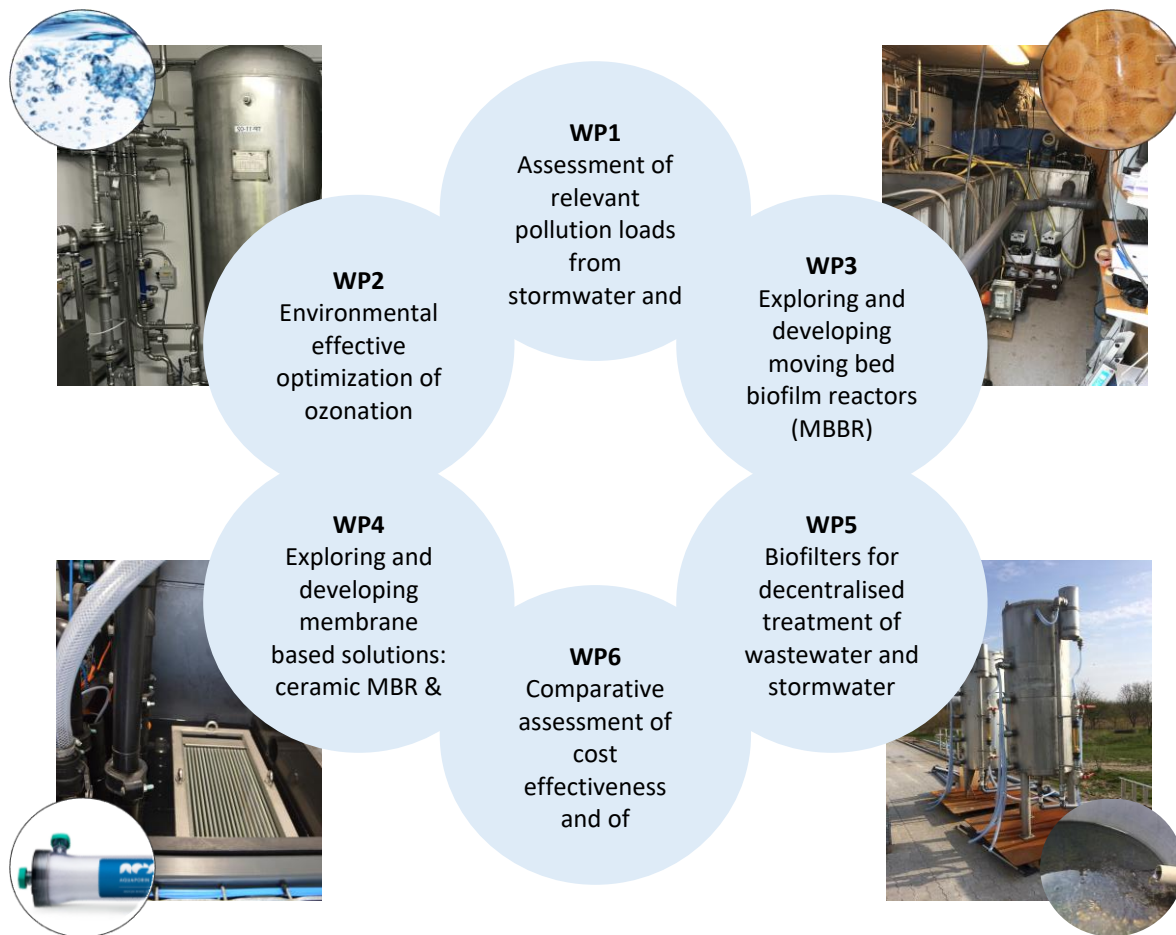 WP1
Assessment of
relevant
pollution loads
from
stormwater and
WP2
Environmental
effective
optimization of
ozonation
WP3
Exploring and
developing
moving bed
biofilm reactors
(MBBR)
WP4
Exploring and
developing
membrane
based solutions:
ceramic MBR &
WP5
Biofilters for
decentralised
treatment of
wastewater and
stormwater
WP6
Comparative
assessment of
cost
effectiveness
and of